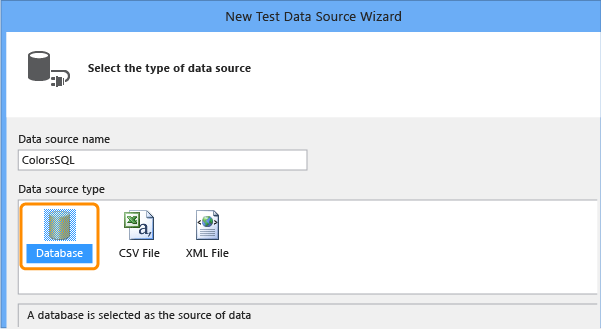 New Test Data Source Wizard
Select the type of data source
Data source name
ColorsSQL
Data source type
Database CSV File XML File
A database is selected as the source of data